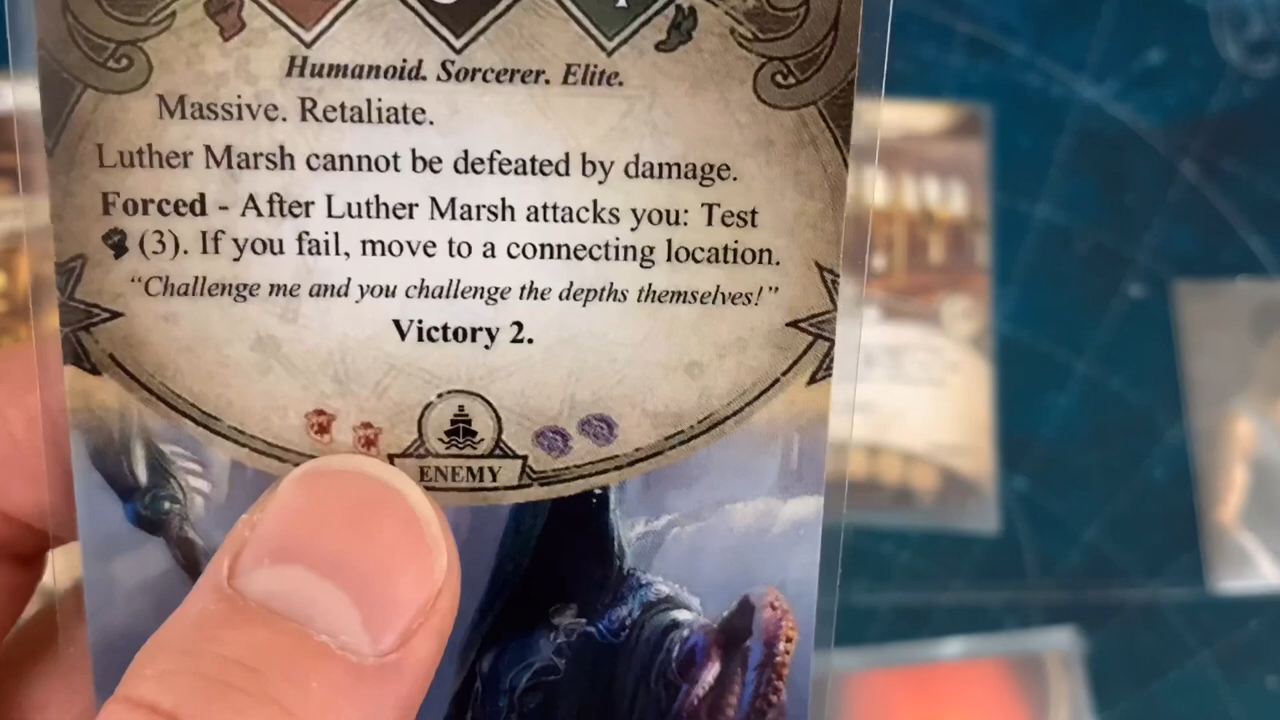 Humanoid. Sorcerer. Elite.
Massive. Retaliate.
Luther Marsh cannot be defeated by damage.
Forced - After Luther Marsh attacks you: Test
(3). If you fail, move to a connecting location.
“Challenge me and you challenge the depths themselves!”
Victory 2.
ENEMY